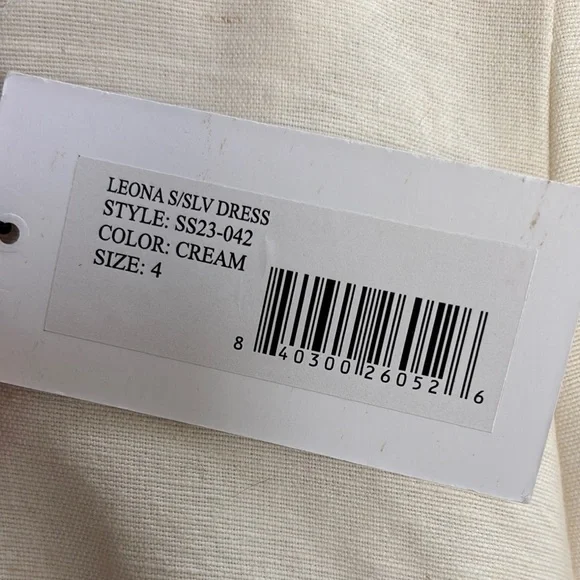 LEONA S/SLV DRESS
STYLE: SS23-042
COLOR: CREAM
SIZE: 4
8 40300 26052 6